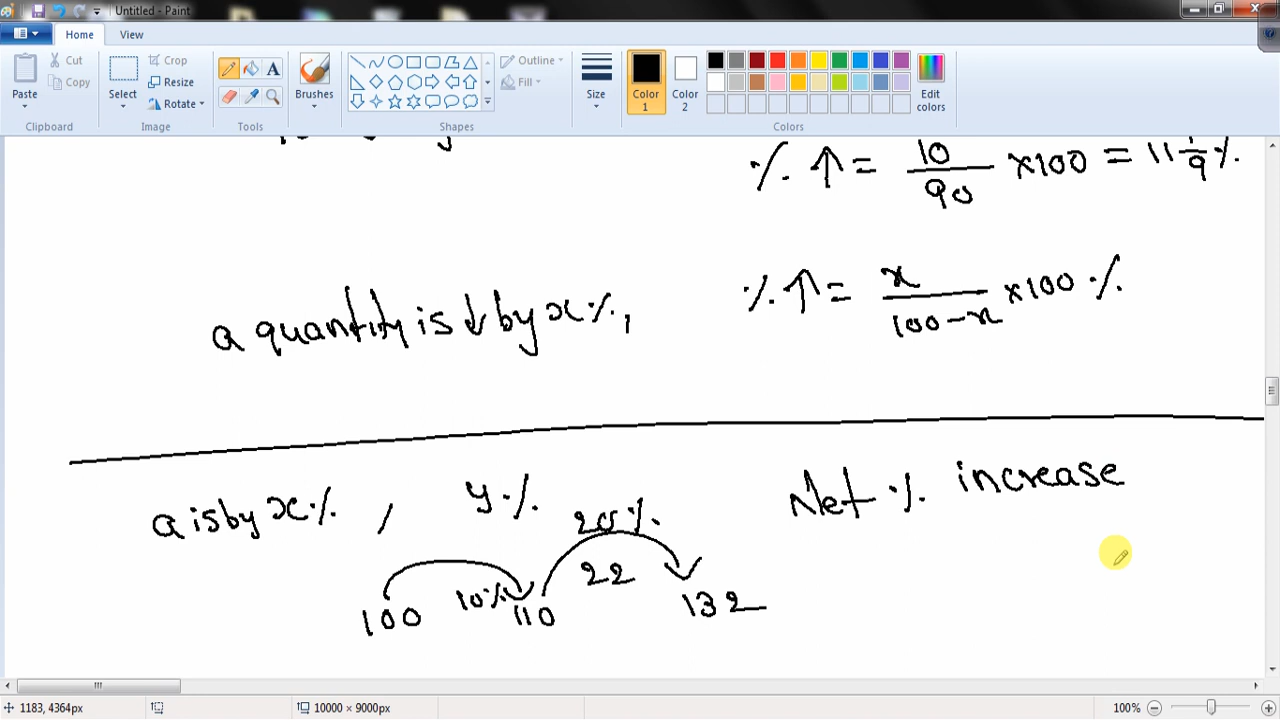 Untitled - Paint
Home View
Paste
Cut
Copy
Clipboard
Select
Crop
Resize
Rotate
Image
A
Tools
Brushes
Outline
Fill
Shapes
Size
Color 1
Color 2
Edit colors
Colors
% ↑ = 10/90 ×100 = 11 1/9 %.
a quantity is ↓ by x%, % ↑ = x/100-x ×100 %
a is by x%, y% Net % increase
20%
22
100 10% 110 132
1183, 4364px 10000 × 9000px 100%